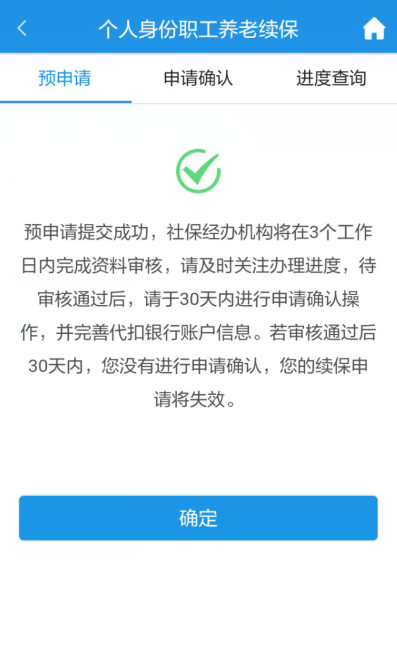 个人身份职工养老续保
预申请 申请确认 进度查询
预申请提交成功，社保经办机构将在3个工作
日内完成资料审核，请及时关注办理进度，待
审核通过后，请于30天内进行申请确认操
作，并完善代扣银行账户信息。若审核通过后
30天内，您没有进行申请确认，您的续保申
请将失效。
确定